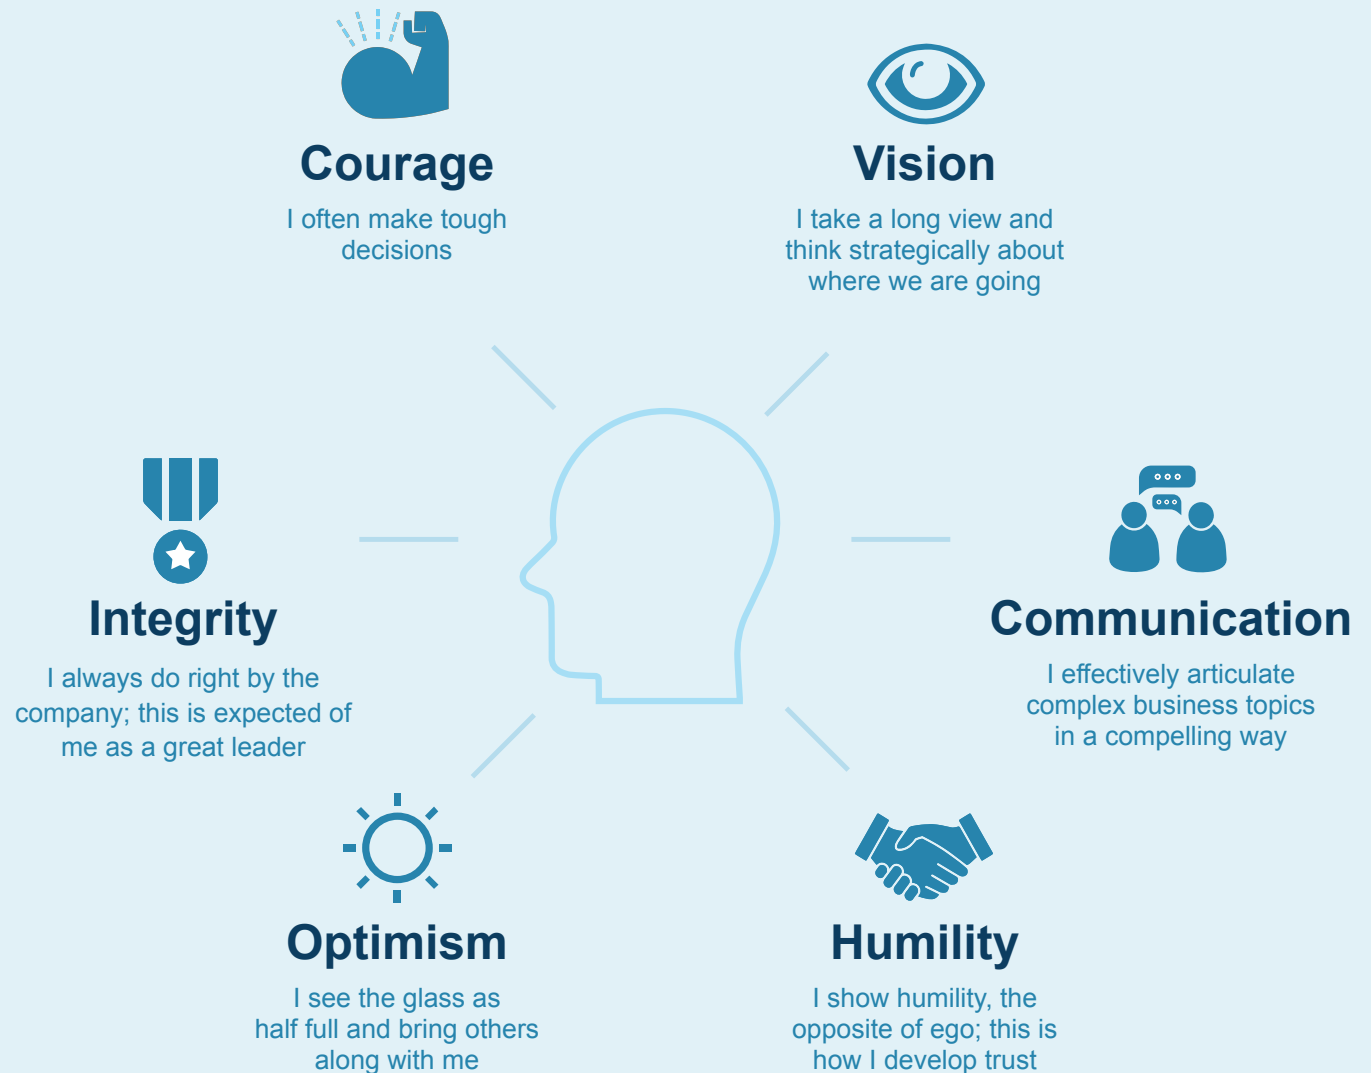 Courage
I often make tough
decisions
Vision
I take a long view and
think strategically about
where we are going
Integrity
I always do right by the
company; this is expected of
me as a great leader
Communication
I effectively articulate
complex business topics
in a compelling way
Optimism
I see the glass as
half full and bring others
along with me
Humility
I show humility, the
opposite of ego; this is
how I develop trust